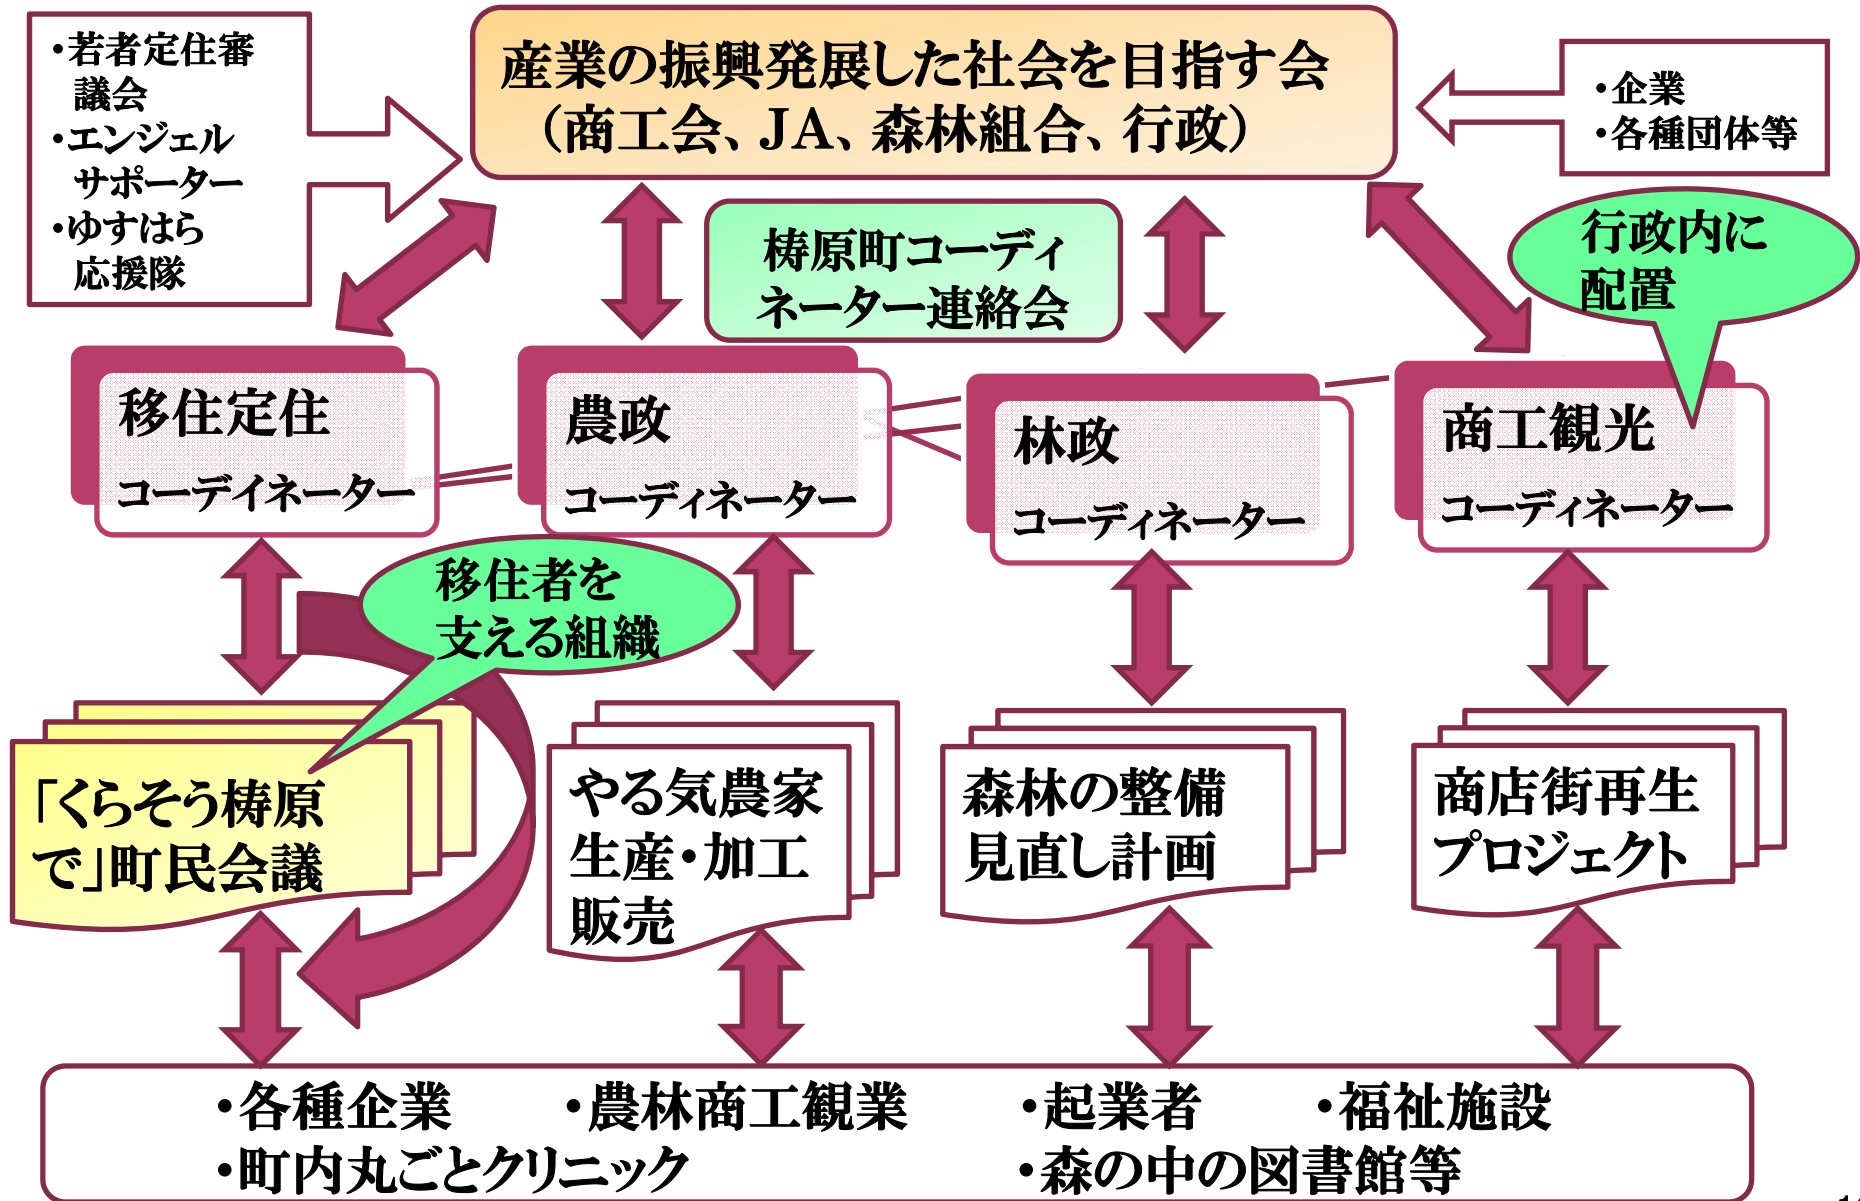 ・若者定住審
議会
・エンジェル
サポーター
・ゆすはら
応援隊
産業の振興発展した社会を目指す会
(商工会、JA、森林組合、行政)
・企業
・各種団体等
梼原町コーディ
ネーター連絡会
行政内に
配置
移住定住
コーデイネーター
農政
コーディネーター
林政
コーディネーター
商工観光
コーディネーター
移住者を
支える組織
「くらそう梼原
で」町民会議
やる気農家
生産・加工
販売
森林の整備
見直し計画
商店街再生
プロジェクト
・各種企業 ・農林商工観業 ・起業者 ・福祉施設
・町内丸ごとクリニック ・森の中の図書館等